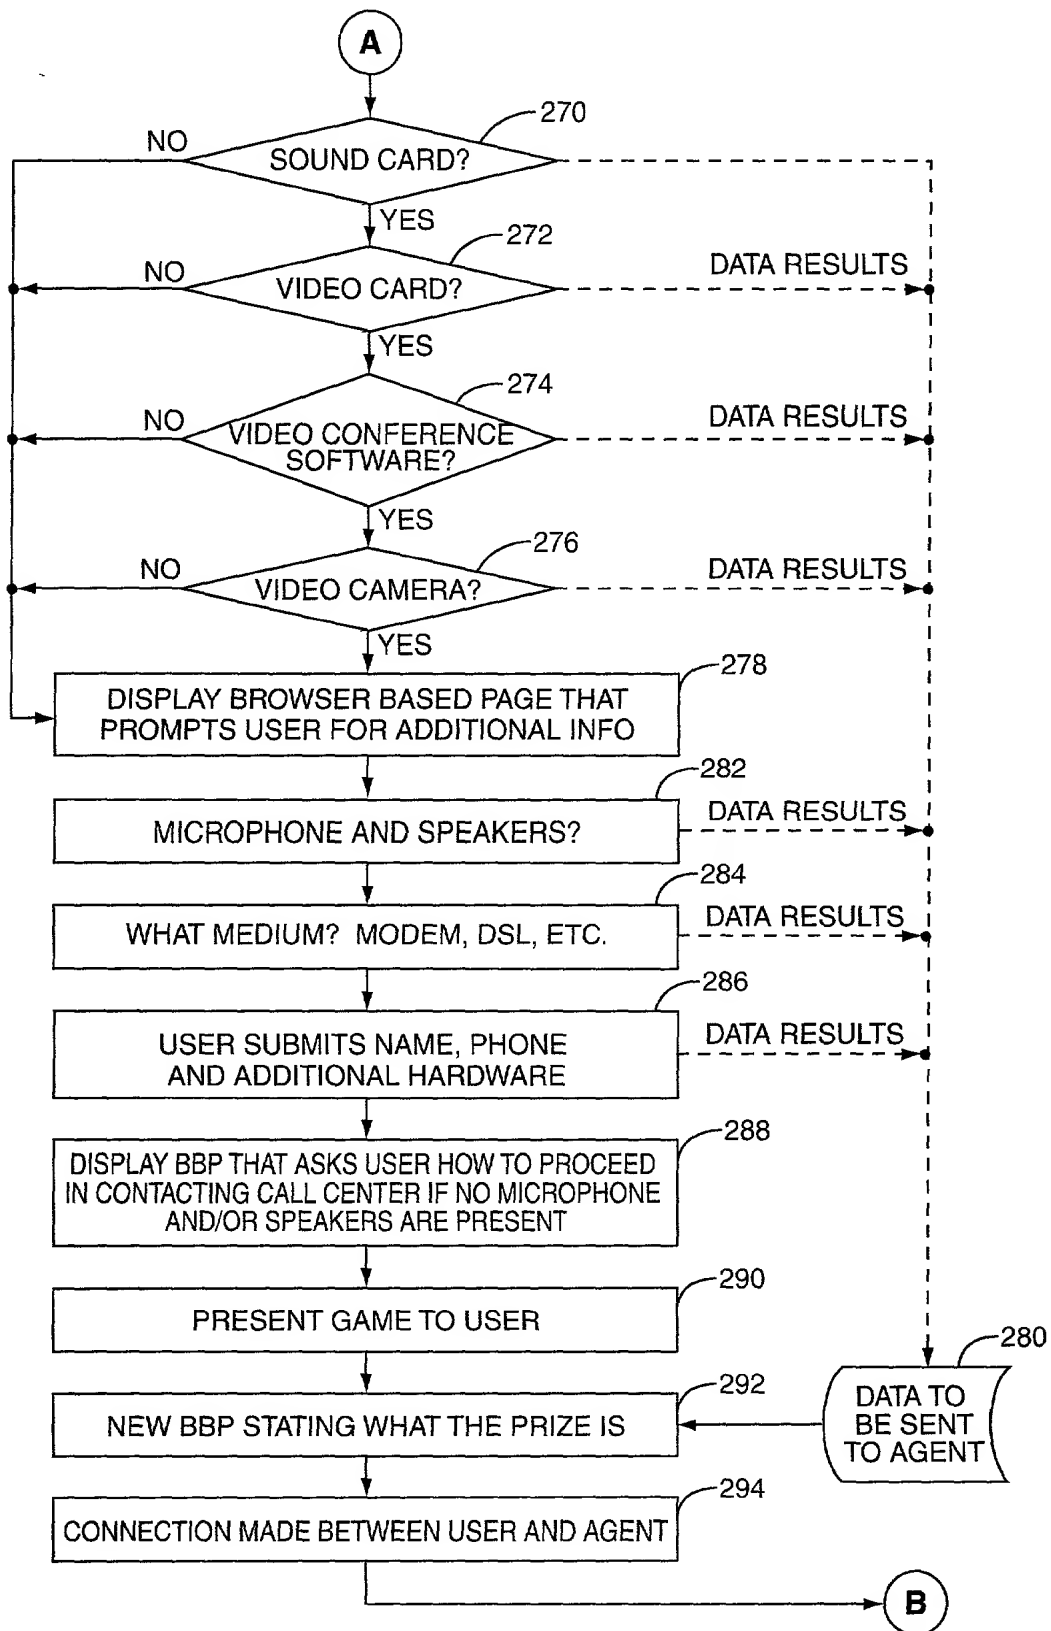 A
270
NO
SOUND CARD?
YES
272
NO
VIDEO CARD?
DATA RESULTS
YES
274
NO
VIDEO CONFERENCE
SOFTWARE?
DATA RESULTS
YES
276
NO
VIDEO CAMERA?
DATA RESULTS
YES
278
DISPLAY BROWSER BASED PAGE THAT
PROMPTS USER FOR ADDITIONAL INFO
282
MICROPHONE AND SPEAKERS?
DATA RESULTS
284
WHAT MEDIUM? MODEM, DSL, ETC.
DATA RESULTS
286
USER SUBMITS NAME, PHONE
AND ADDITIONAL HARDWARE
DATA RESULTS
288
DISPLAY BBP THAT ASKS USER HOW TO PROCEED
IN CONTACTING CALL CENTER IF NO MICROPHONE
AND/OR SPEAKERS ARE PRESENT
290
PRESENT GAME TO USER
280
DATA TO
BE SENT
TO AGENT
292
NEW BBP STATING WHAT THE PRIZE IS
294
CONNECTION MADE BETWEEN USER AND AGENT
B